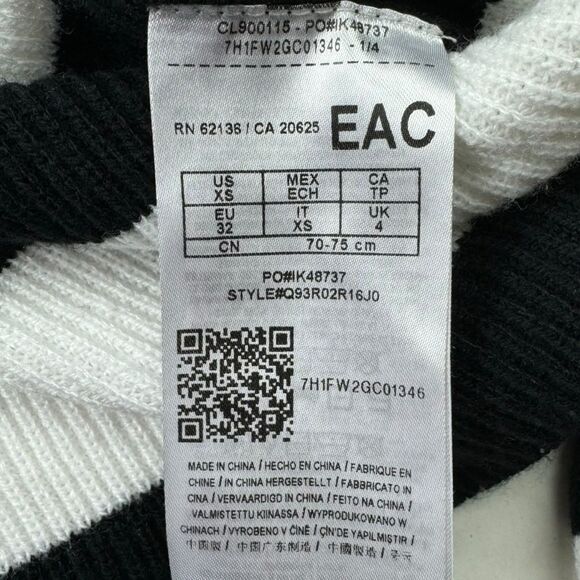 CL900115 - PO#IK48737
7H1FW2GC01346 - 1/4
RN 62136 / CA 20625 EAC
US MEX CA
XS ECH TP
EU IT UK
32 XS 4
CN 70-75 cm
PO#IK48737
STYLE#Q93R02R16J0
7H1FW2GC01346
MADE IN CHINA / HECHO EN CHINA / FABRIQUE EN
CHINE / IN CHINA HERGESTELLT / FABBRICATO IN
CINA / VERVAARDIGD IN CHINA / FEITO NA CHINA /
VALMISTETTU KIINASSA / WYPRODUKOWANO W
CHINACH / VYROBENO V ČÍNĚ / ÇİN'DE YAPILMIŞTIR /
中國製 / 中国广东制造 / 中國製造 /